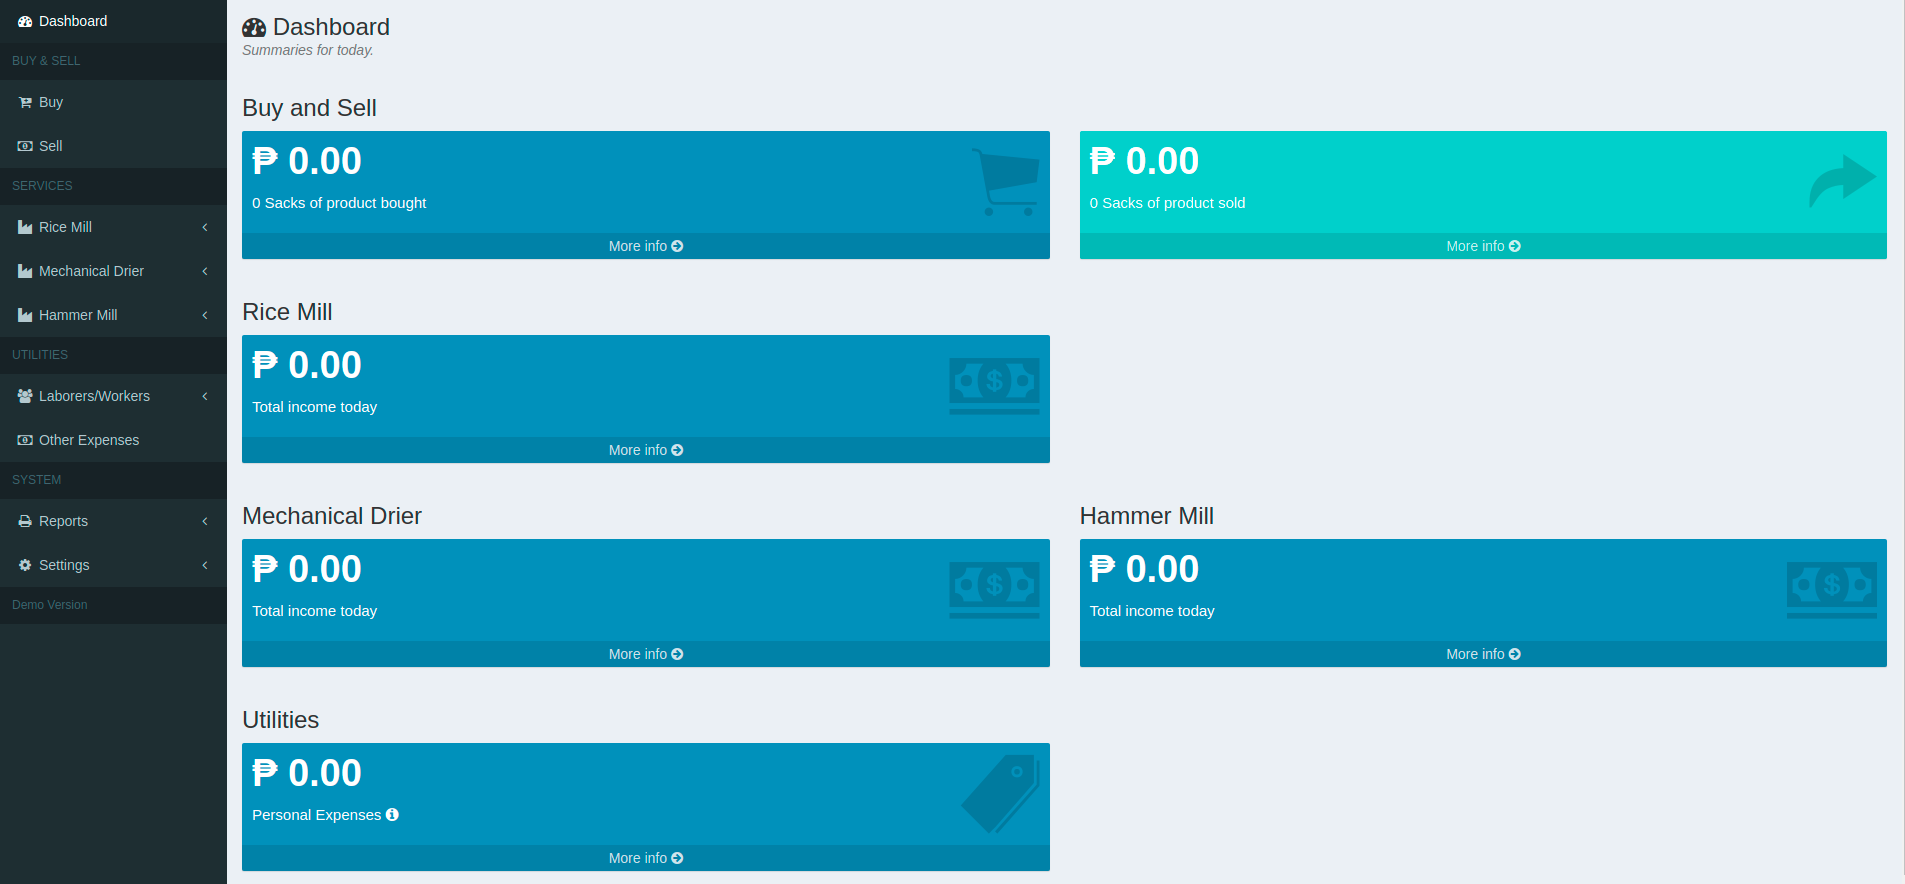 Dashboard
BUY & SELL
Buy
Sell
SERVICES
Rice Mill
Mechanical Drier
Hammer Mill
UTILITIES
Laborers/Workers
Other Expenses
SYSTEM
Reports
Settings
Demo Version
Dashboard
Summaries for today.
Buy and Sell
₱ 0.00
0 Sacks of product bought
More info
₱ 0.00
0 Sacks of product sold
More info
Rice Mill
₱ 0.00
Total income today
More info
Mechanical Drier
₱ 0.00
Total income today
More info
Hammer Mill
₱ 0.00
Total income today
More info
Utilities
₱ 0.00
Personal Expenses
More info